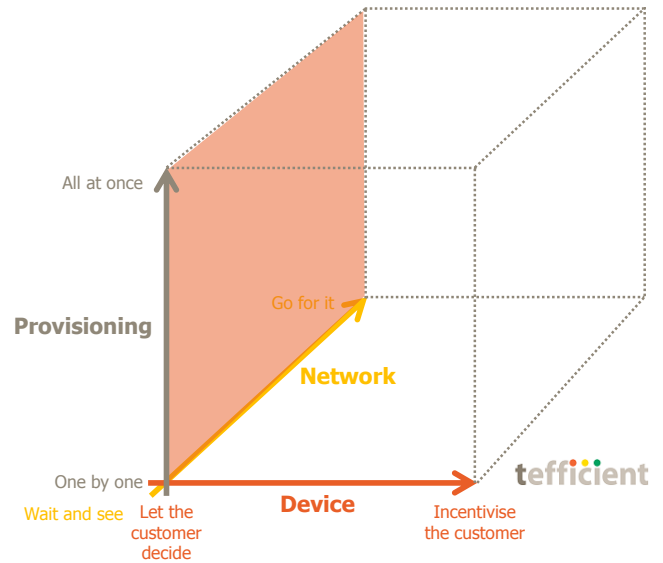 All at once
Go for it
Provisioning
Network
One by one
tefficient
Wait and see
Let the
customer
decide
Device
Incentivise
the customer